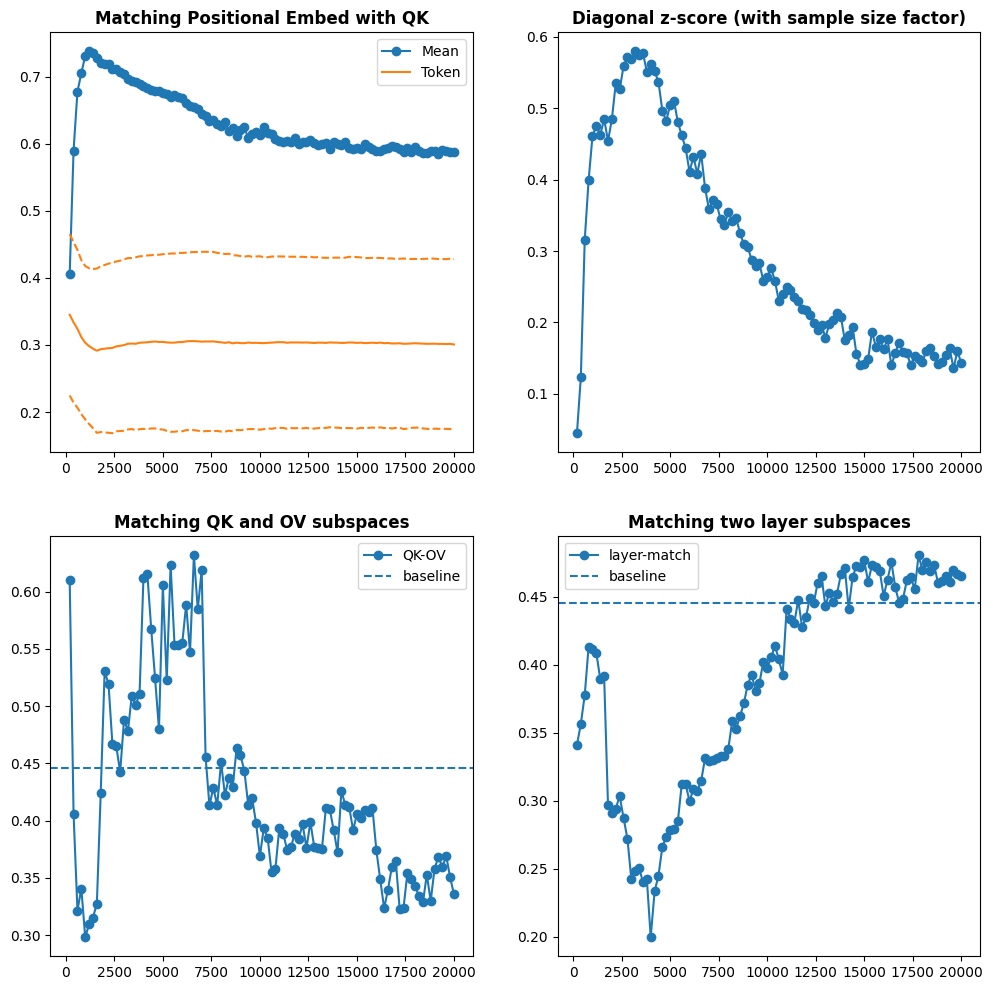 Matching Positional Embed with QK
Mean
Token
0.7
0.6
0.5
0.4
0.3
0.2
0 2500 5000 7500 10000 12500 15000 17500 20000
Diagonal z-score (with sample size factor)
0.6
0.5
0.4
0.3
0.2
0.1
0 2500 5000 7500 10000 12500 15000 17500 20000
Matching QK and OV subspaces
QK-OV
baseline
0.60
0.55
0.50
0.45
0.40
0.35
0.30
0 2500 5000 7500 10000 12500 15000 17500 20000
Matching two layer subspaces
layer-match
baseline
0.45
0.40
0.35
0.30
0.25
0.20
0 2500 5000 7500 10000 12500 15000 17500 20000